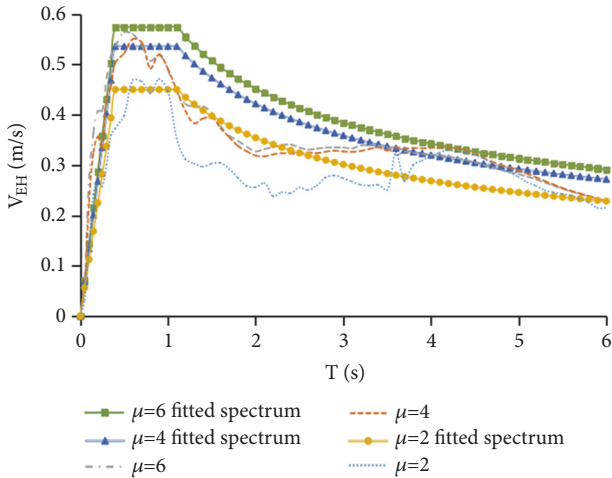 0.6
0.5
0.4
0.3
0.2
0.1
0
V_EH (m/s)
0 1 2 3 4 5 6
T (s)
μ=6 fitted spectrum
μ=4 fitted spectrum
μ=6
μ=4
μ=2 fitted spectrum
μ=2